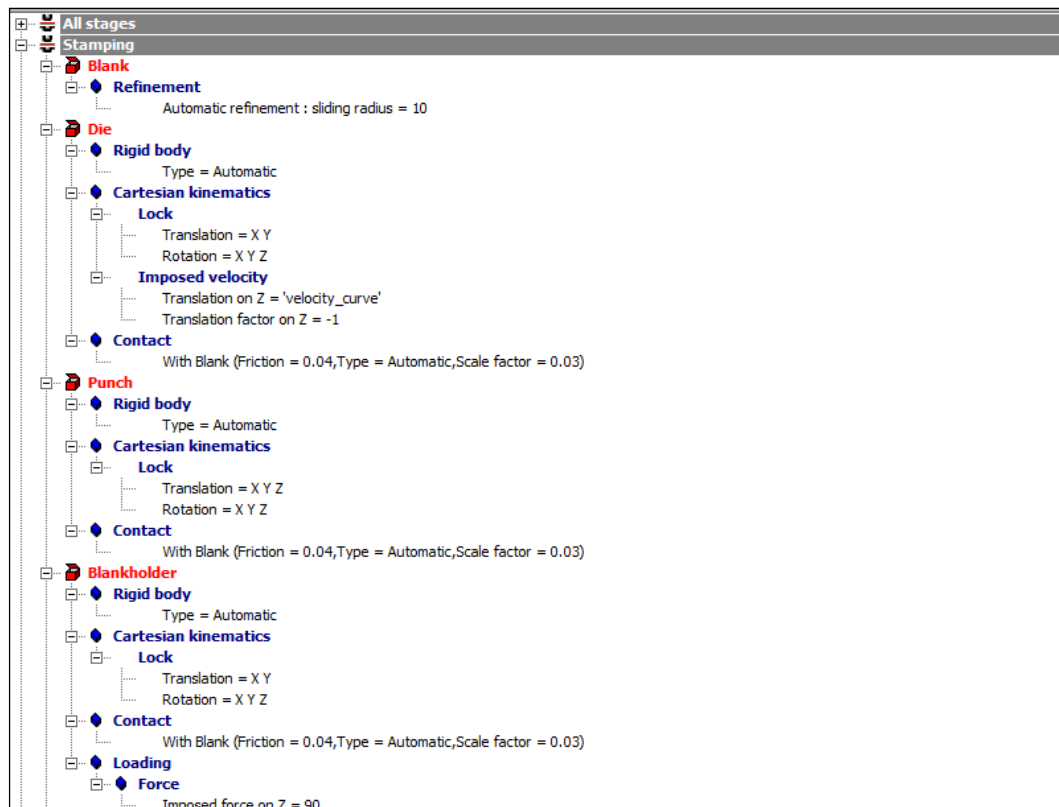 All stages
Stamping
Blank
Refinement
Automatic refinement : sliding radius = 10
Die
Rigid body
Type = Automatic
Cartesian kinematics
Lock
Translation = X Y
Rotation = X Y Z
Imposed velocity
Translation on Z = 'velocity_curve'
Translation factor on Z = -1
Contact
With Blank (Friction = 0.04,Type = Automatic,Scale factor = 0.03)
Punch
Rigid body
Type = Automatic
Cartesian kinematics
Lock
Translation = X Y Z
Rotation = X Y Z
Contact
With Blank (Friction = 0.04,Type = Automatic,Scale factor = 0.03)
Blankholder
Rigid body
Type = Automatic
Cartesian kinematics
Lock
Translation = X Y
Rotation = X Y Z
Contact
With Blank (Friction = 0.04,Type = Automatic,Scale factor = 0.03)
Loading
Force
Imposed force on Z = 90